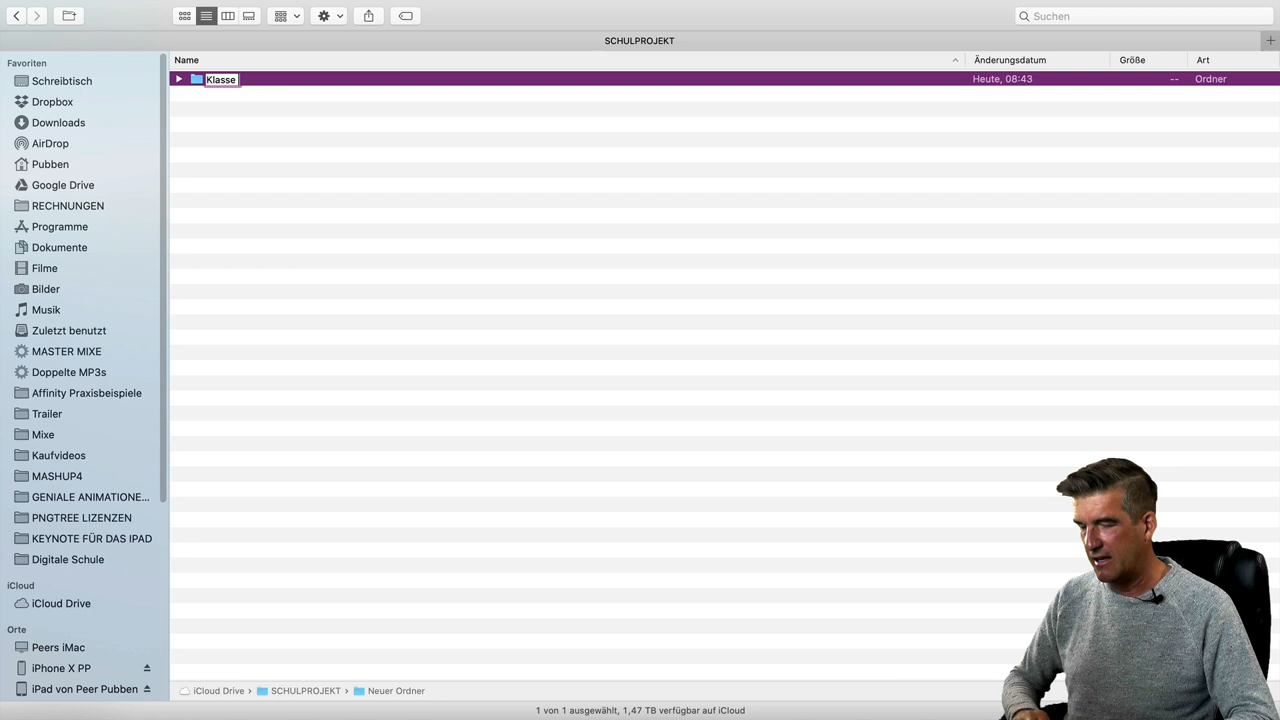 Suchen
SCHULPROJEKT
Favoriten
Schreibtisch
Dropbox
Downloads
AirDrop
Pubben
Google Drive
RECHNUNGEN
Programme
Dokumente
Filme
Bilder
Musik
Zuletzt benutzt
MASTER MIXE
Doppelte MP3s
Affinity Praxisbeispiele
Trailer
Mixe
Kaufvideos
MASHUP4
GENIALE ANIMATIONE...
PNGTREE LIZENZEN
KEYNOTE FÜR DAS IPAD
Digitale Schule
iCloud
iCloud Drive
Orte
Peers iMac
iPhone X PP
iPad von Peer Pubben
Name Änderungsdatum Größe Art
Klasse Heute, 08:43 -- Ordner
iCloud Drive › SCHULPROJEKT › Neuer Ordner
1 von 1 ausgewählt, 1,47 TB verfügbar auf iCloud